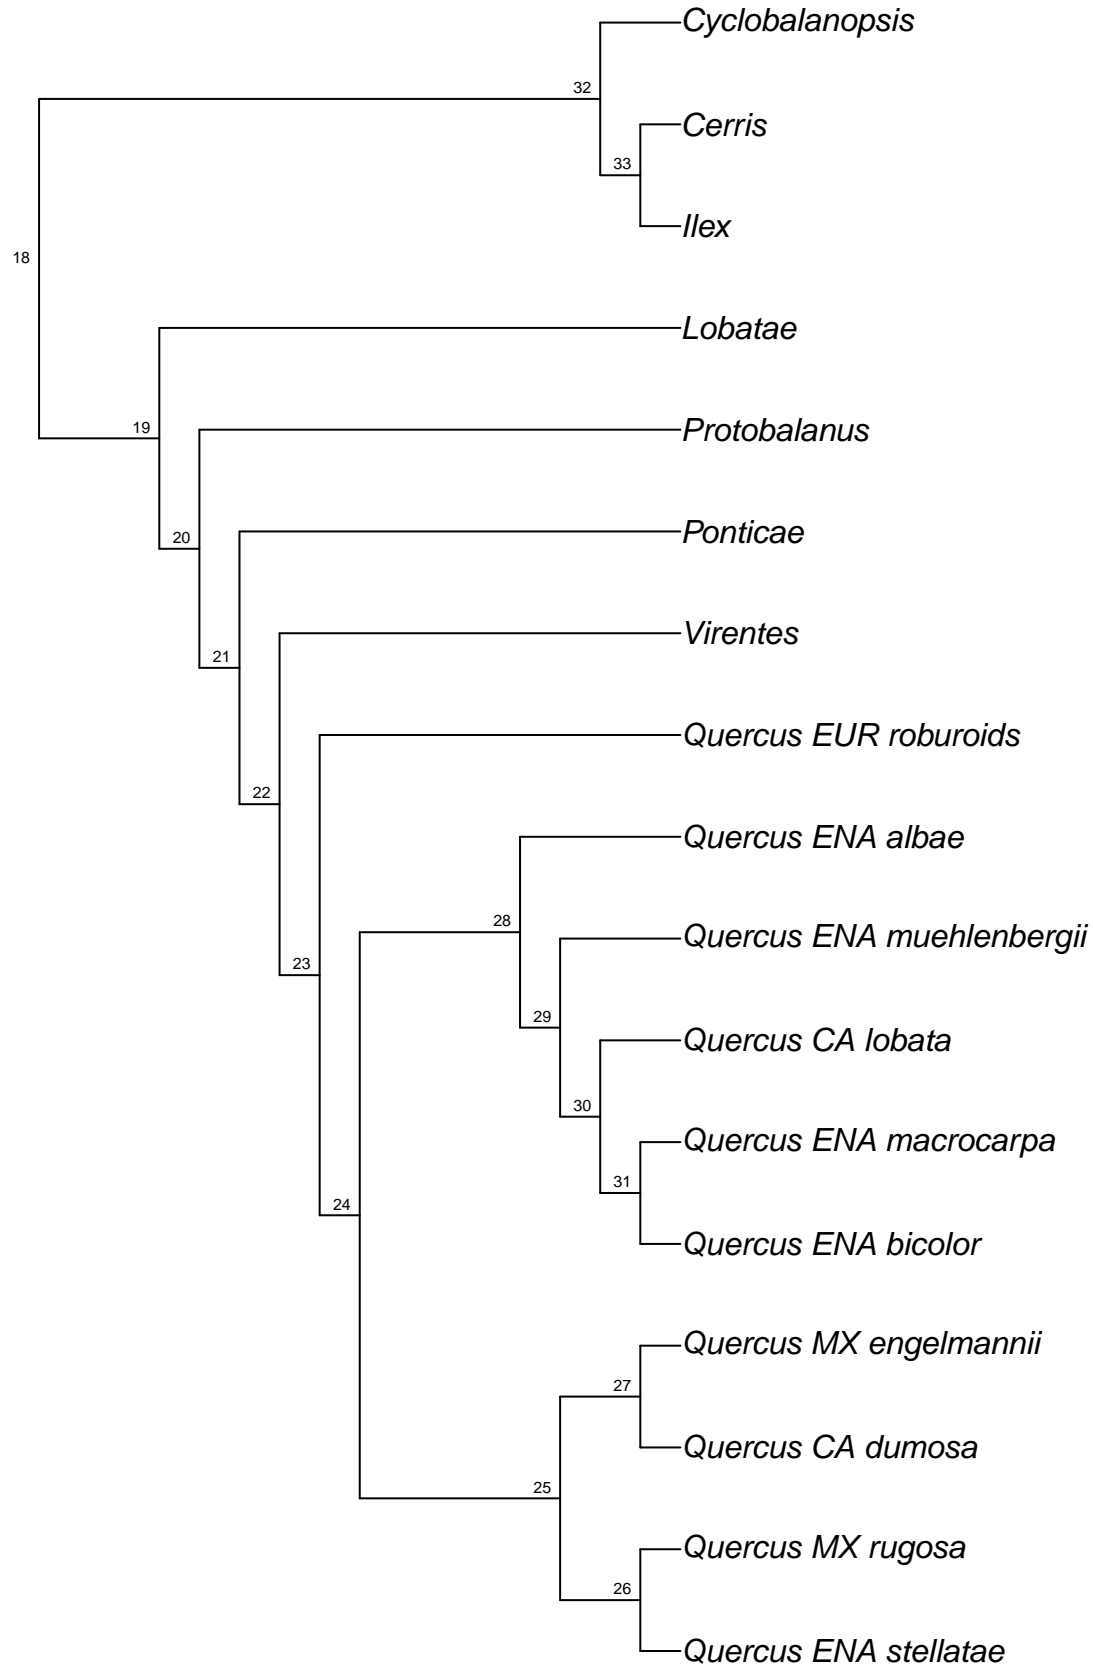 Cyclobalanopsis
32
Cerris
33
Ilex
18
Lobatae
19
Protobalanus
20
Ponticae
Virentes
21
Quercus EUR roburoids
22
Quercus ENA albae
28
Quercus ENA muehlenbergii
23
29
Quercus CA lobata
30
Quercus ENA macrocarpa
31
24
Quercus ENA bicolor
Quercus MX engelmannii
27
Quercus CA dumosa
25
Quercus MX rugosa
26
Quercus ENA stellatae